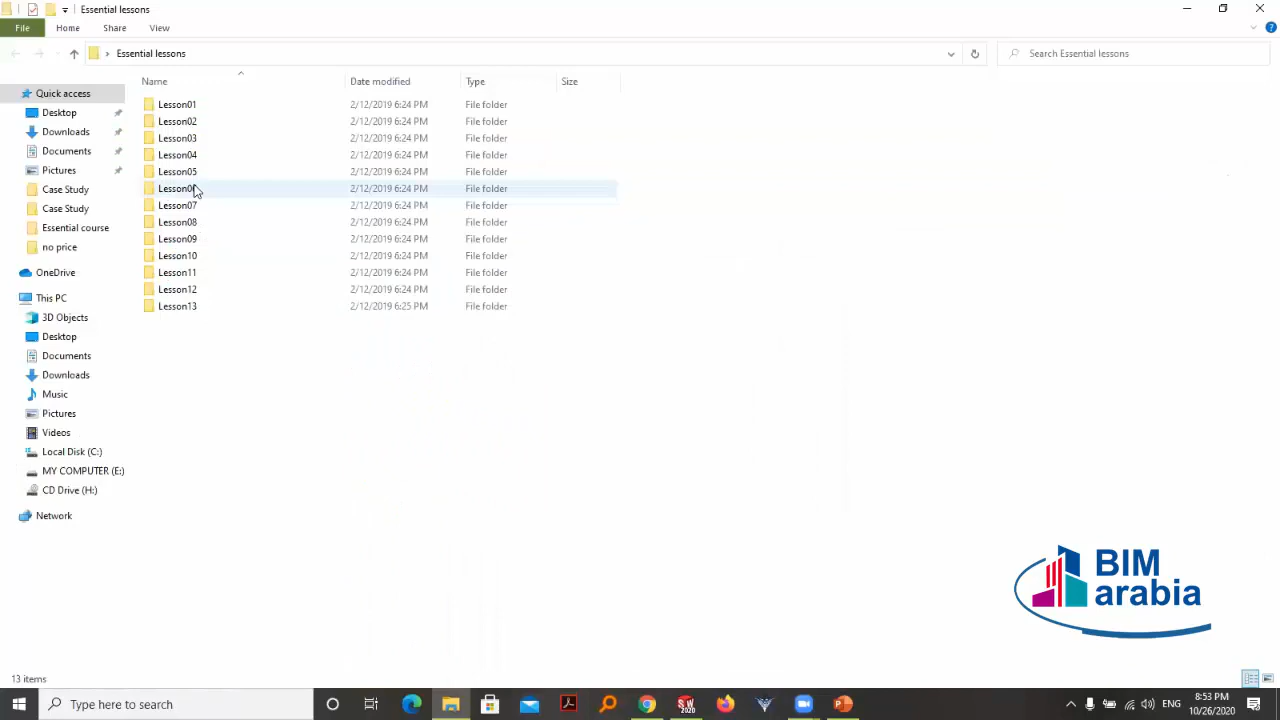 Essential lessons
File Home Share View
Essential lessons
Search Essential lessons
Name Date modified Type Size
Quick access
Desktop
Downloads
Documents
Pictures
Case Study
Case Study
Essential course
no price
OneDrive
This PC
3D Objects
Desktop
Documents
Downloads
Music
Pictures
Videos
Local Disk (C:)
MY COMPUTER (E:)
CD Drive (H:)
Network
Lesson01 2/12/2019 6:24 PM File folder
Lesson02 2/12/2019 6:24 PM File folder
Lesson03 2/12/2019 6:24 PM File folder
Lesson04 2/12/2019 6:24 PM File folder
Lesson05 2/12/2019 6:24 PM File folder
Lesson06 2/12/2019 6:24 PM File folder
Lesson07 2/12/2019 6:24 PM File folder
Lesson08 2/12/2019 6:24 PM File folder
Lesson09 2/12/2019 6:24 PM File folder
Lesson10 2/12/2019 6:24 PM File folder
Lesson11 2/12/2019 6:24 PM File folder
Lesson12 2/12/2019 6:24 PM File folder
Lesson13 2/12/2019 6:25 PM File folder
BIM
arabia
13 items
Type here to search
SW
2020
ENG
8:53 PM
10/26/2020